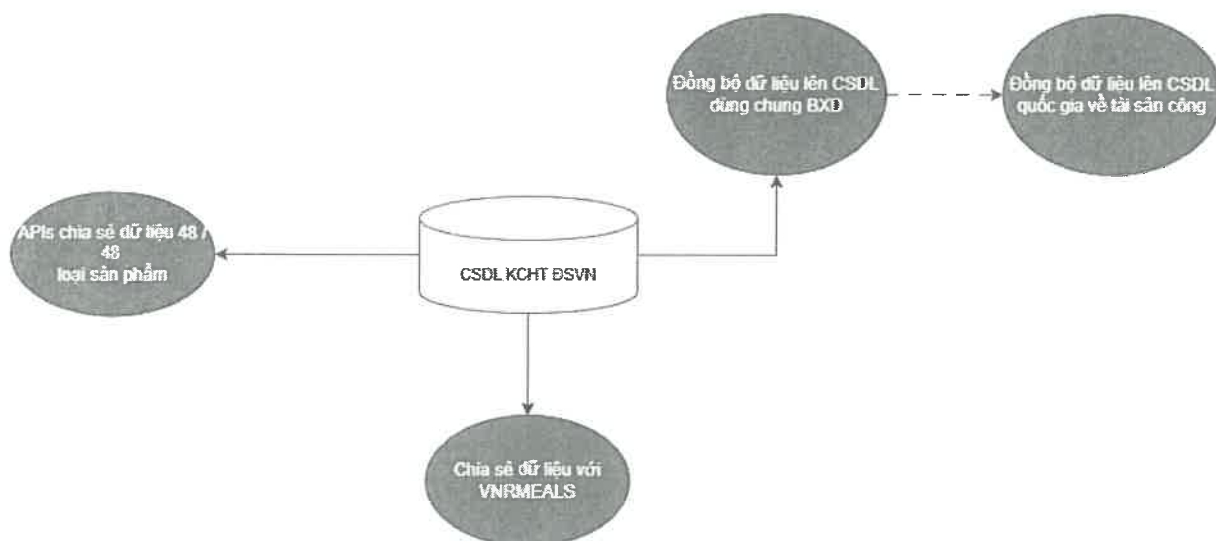 Đồng bộ dữ liệu lên CSDL
dùng chung BXD
Đồng bộ dữ liệu lên CSDL
quốc gia về tài sản công
APIs chia sẻ dữ liệu 48 /
48
loại sản phẩm
CSDL KCHT ĐSVN
Chia sẻ dữ liệu với
VNRMEALS